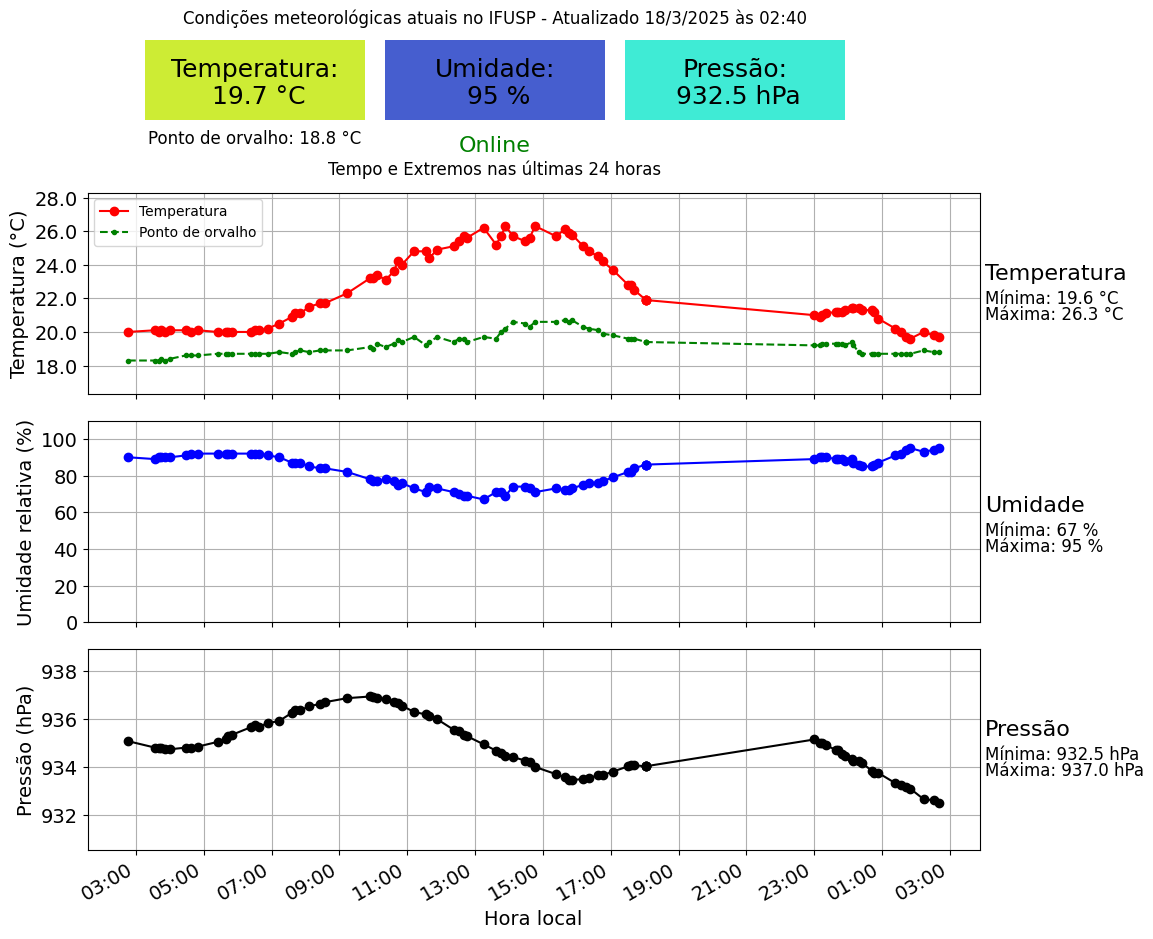 Condições meteorológicas atuais no IFUSP - Atualizado 18/3/2025 às 02:40
Temperatura:
19.7 °C
Umidade:
95 %
Pressão:
932.5 hPa
Ponto de orvalho: 18.8 °C
Online
Tempo e Extremos nas últimas 24 horas
Temperatura (°C)
28.0
26.0
24.0
22.0
20.0
18.0
Temperatura
Ponto de orvalho
Temperatura
Mínima: 19.6 °C
Máxima: 26.3 °C
Umidade relativa (%)
100
80
60
40
20
0
Umidade
Mínima: 67 %
Máxima: 95 %
Pressão (hPa)
938
936
934
932
Pressão
Mínima: 932.5 hPa
Máxima: 937.0 hPa
03:00 05:00 07:00 09:00 11:00 13:00 15:00 17:00 19:00 21:00 23:00 01:00 03:00
Hora local